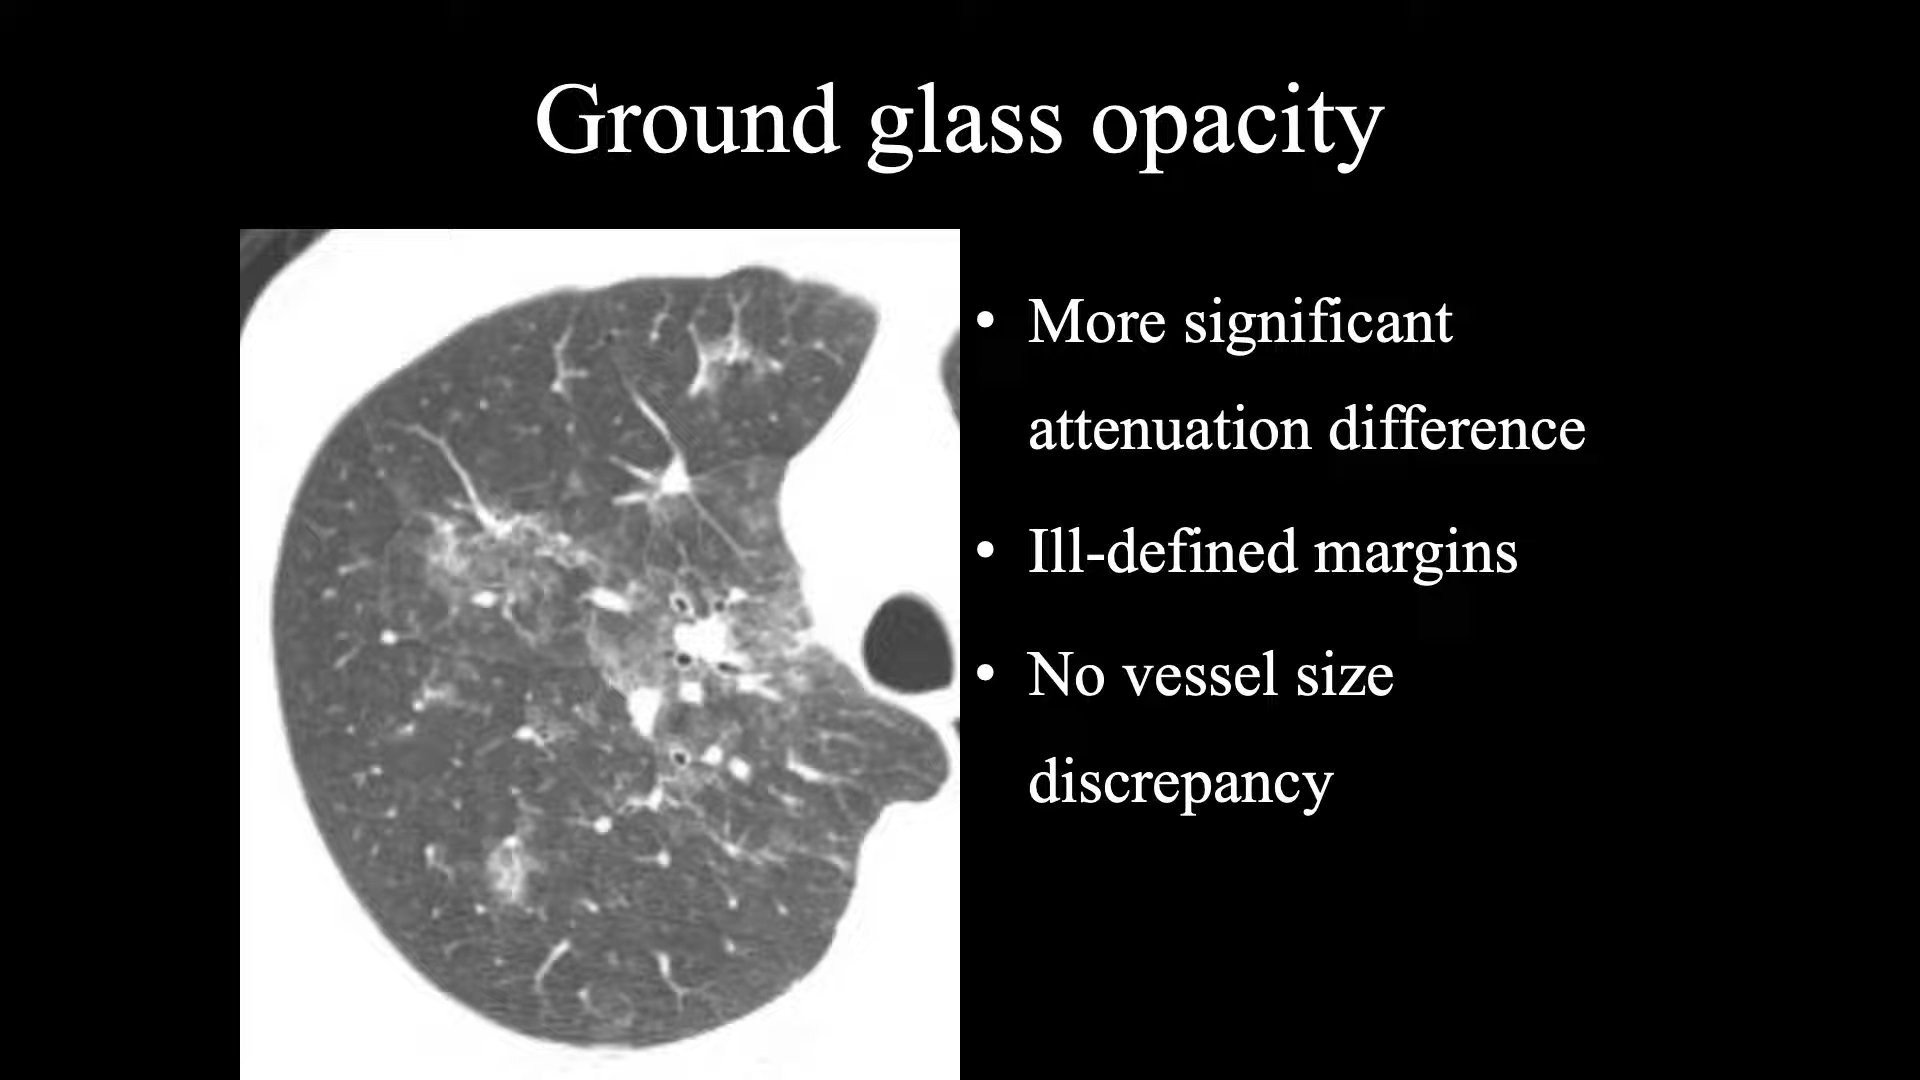 Ground glass opacity
• More significant
attenuation difference
• Ill-defined margins
• No vessel size
discrepancy